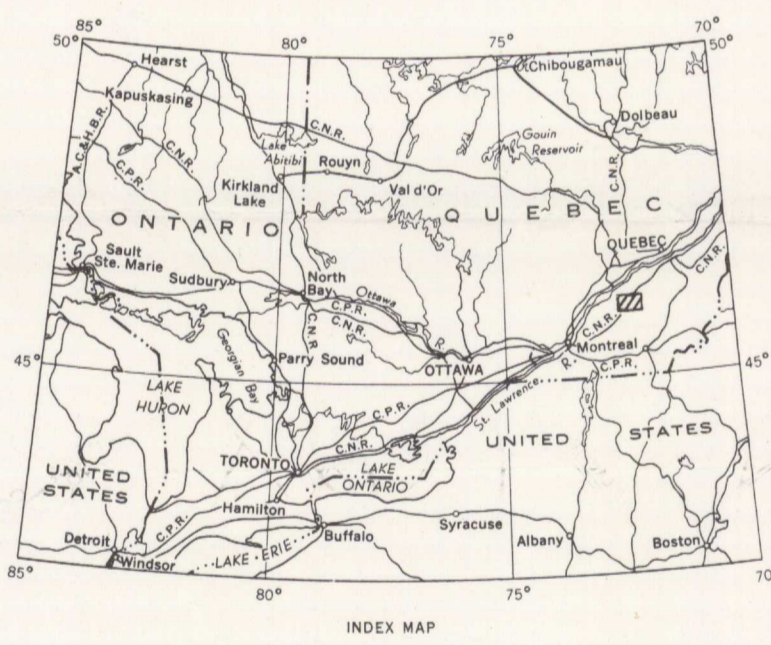 85°
70°
50°
80°
75°
50°
Hearst
Chibougamau
Kapuskasing
Dolbeau
A.C.&H.B.R.
C.N.R.
C.N.R.
Lake
Abitibi
Rouyn
Gouin
Reservoir
C.N.R.
C.P.R.
Kirkland
Lake
Val d'Or
ONTARIO
QUEBEC
QUEBEC
Sault
Ste. Marie
Sudbury
North
Bay
Ottawa
R.
C.P.R.
C.N.R.
C.N.R.
C.N.R.
C.N.R.
Georgian Bay
Parry Sound
OTTAWA
Montreal
45°
45°
C.P.R.
LAKE
HURON
C.P.R.
St. Lawrence R.
C.N.R.
UNITED STATES
TORONTO
LAKE
ONTARIO
UNITED
STATES
Hamilton
C.P.R.
Detroit
Windsor
LAKE ERIE
Buffalo
Syracuse
Albany
Boston
85°
80°
75°
70
INDEX MAP